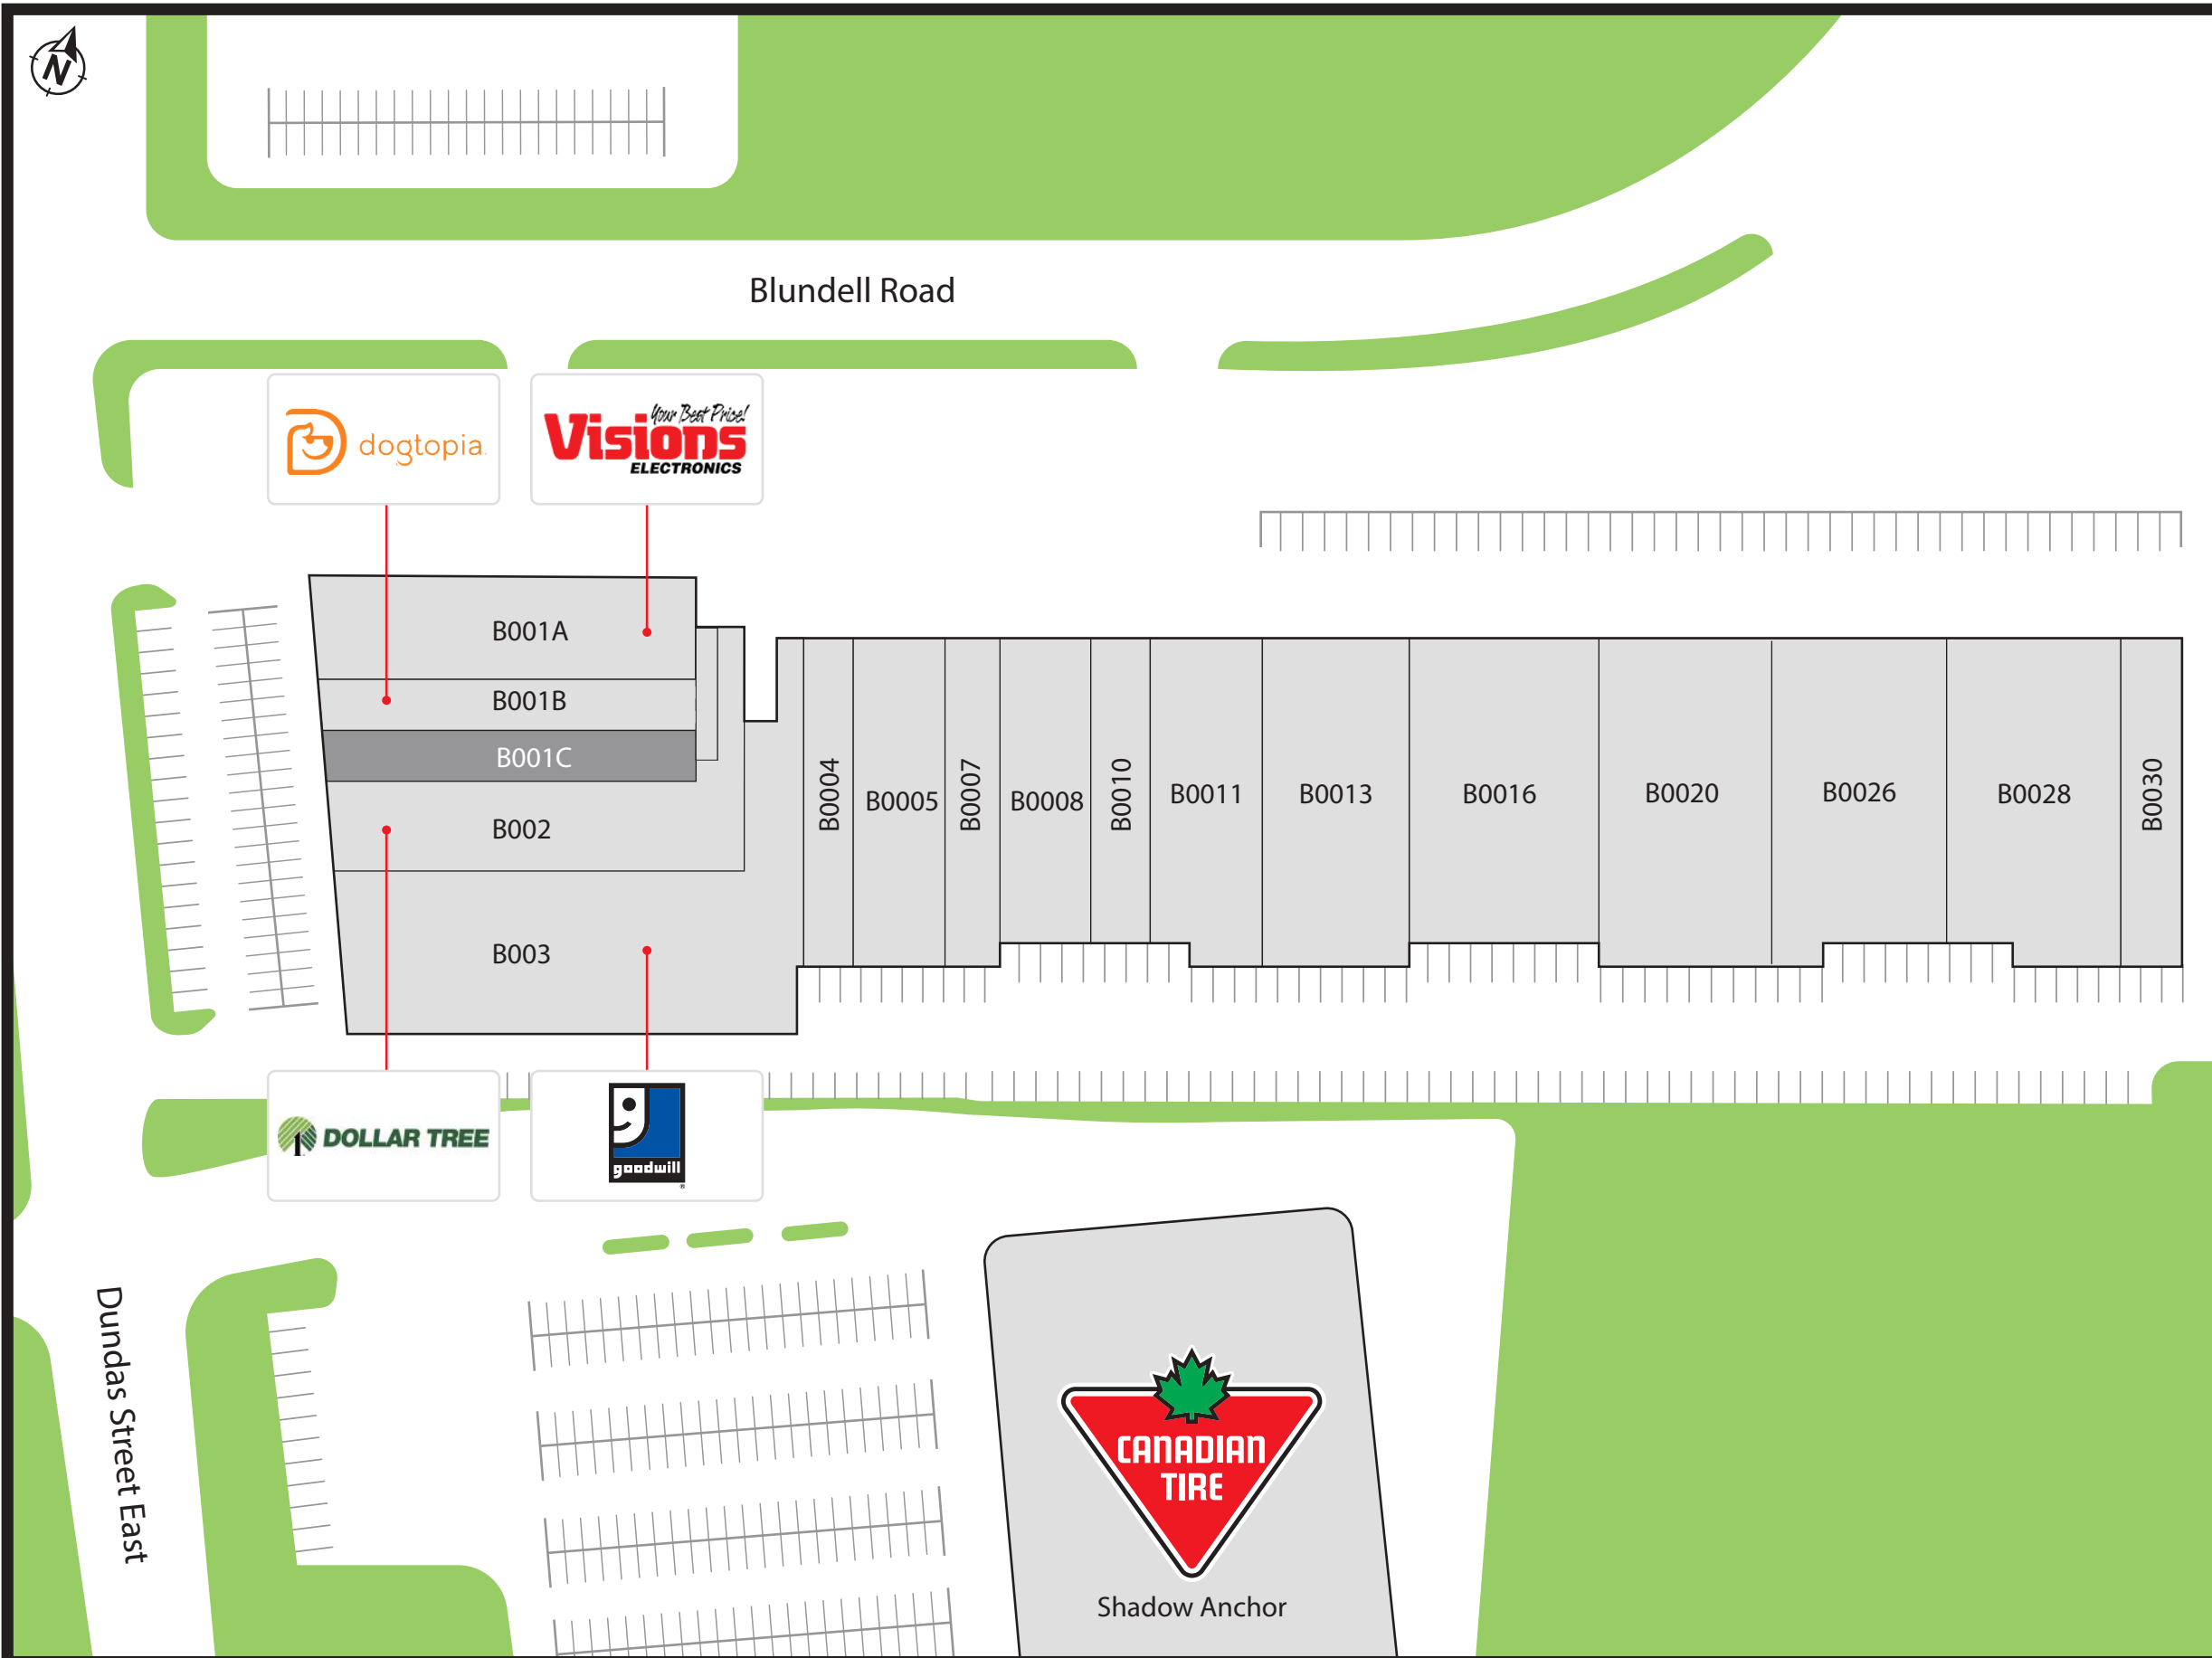 N
Blundell Road
dogtopia
Your Best Price!
Visions
ELECTRONICS
B001A
B001B
B001C
B002
B003
B0004
B0005
B0007
B0008
B0010
B0011
B0013
B0016
B0020
B0026
B0028
B0030
DOLLAR TREE
goodwill
®
Dundas Street East
CANADIAN
TIRE
Shadow Anchor